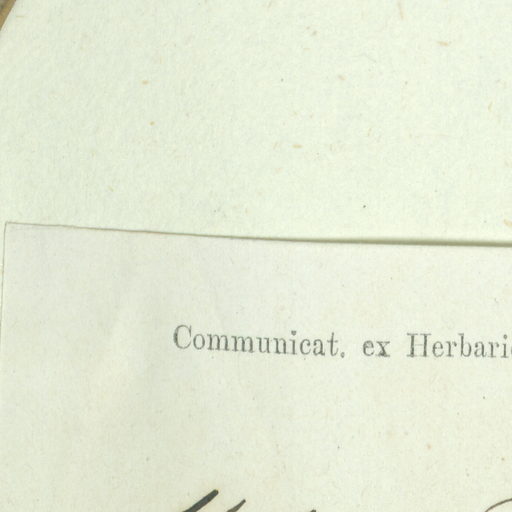 Communicat. ex Herbari